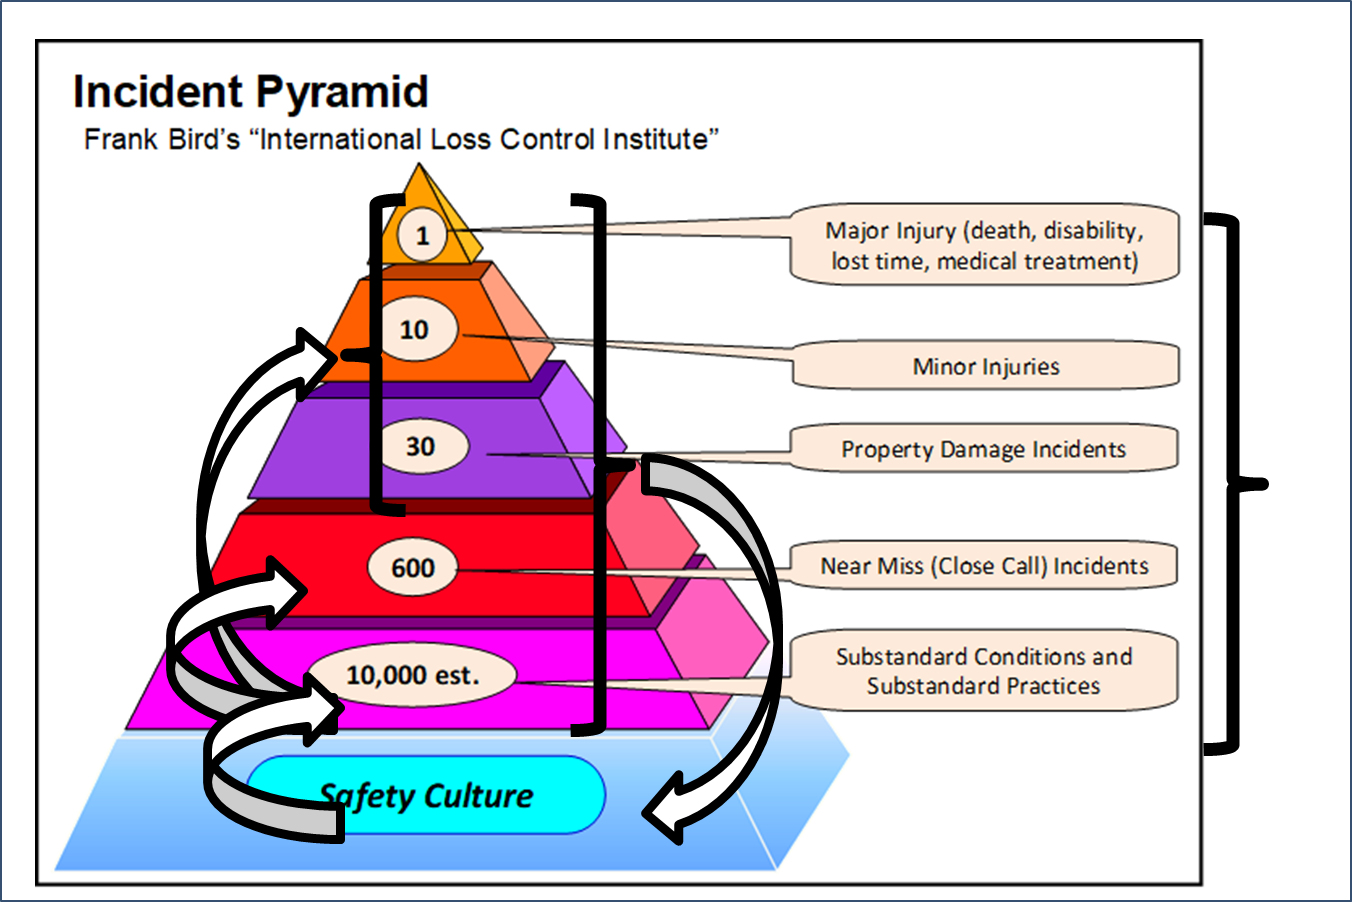 Incident Pyramid
Frank Bird’s “International Loss Control Institute”
1
Major Injury (death, disability,
lost time, medical treatment)
10
Minor Injuries
30
Property Damage Incidents
600
Near Miss (Close Call) Incidents
10,000 est.
Substandard Conditions and
Substandard Practices
Safety Culture